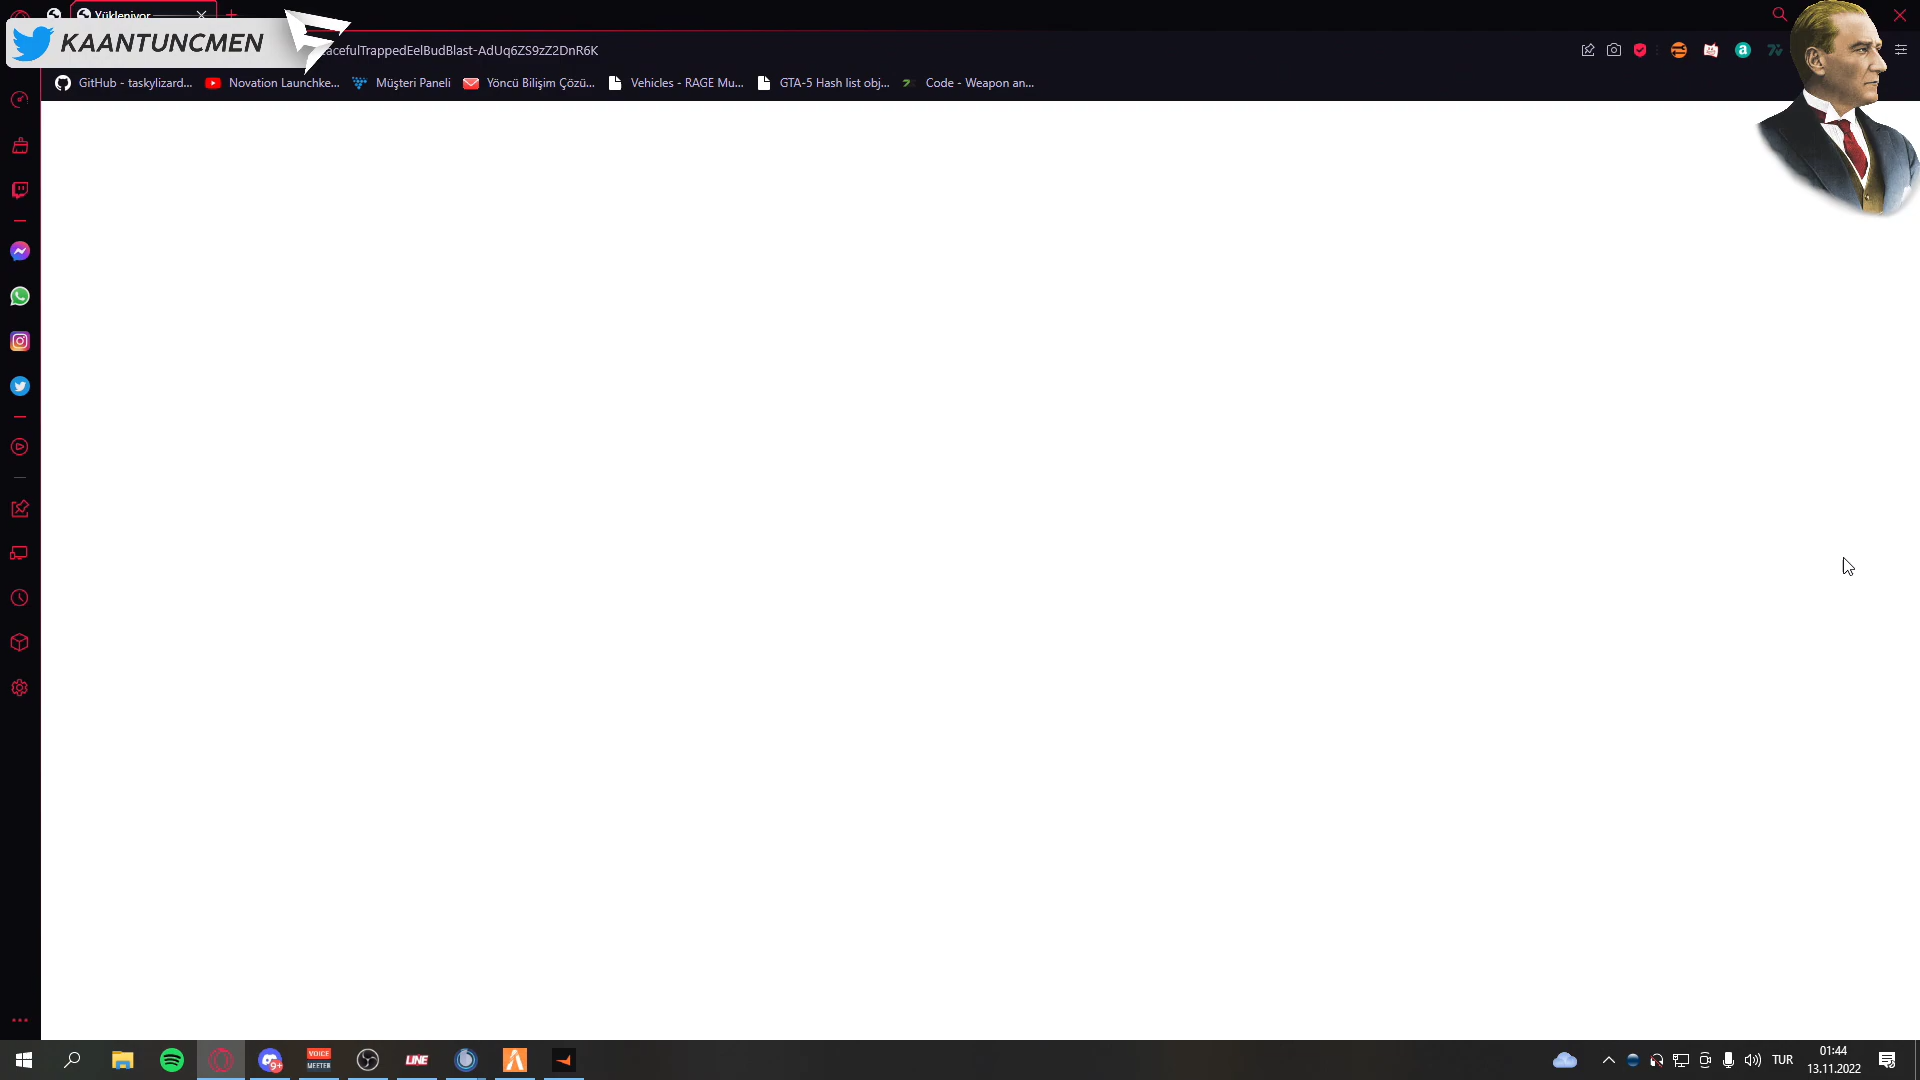 Yükleniyor
KAANTUNCMEN
acefulTrappedEelBudBlast-AdUq6ZS9zZ2DnR6K
GitHub - taskylizard...
Novation Launchke...
Müşteri Paneli
Yöncü Bilişim Çözü...
Vehicles - RAGE Mu...
GTA-5 Hash list obj...
Code - Weapon an...
9+
VOICE
MEETER
LINE
TUR
01:44
13.11.2022